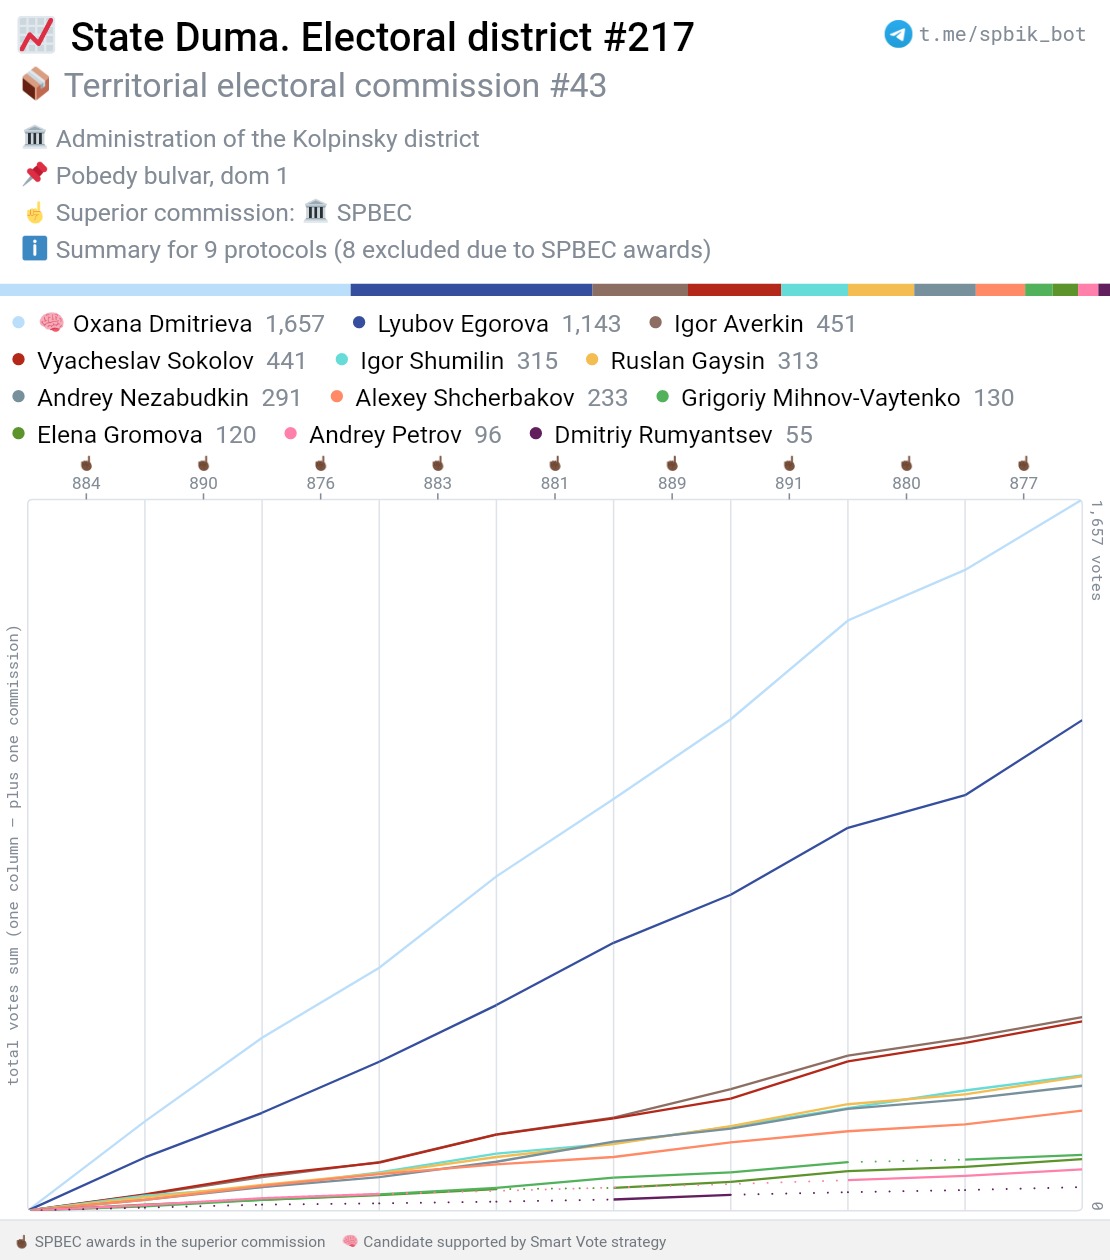 State Duma. Electoral district #217
t.me/spbik_bot
Territorial electoral commission #43
Administration of the Kolpinsky district
Pobedy bulvar, dom 1
Superior commission: SPBEC
Summary for 9 protocols (8 excluded due to SPBEC awards)
Oxana Dmitrieva 1,657 Lyubov Egorova 1,143 Igor Averkin 451
Vyacheslav Sokolov 441 Igor Shumilin 315 Ruslan Gaysin 313
Andrey Nezabudkin 291 Alexey Shcherbakov 233 Grigoriy Mihnov-Vaytenko 130
Elena Gromova 120 Andrey Petrov 96 Dmitriy Rumyantsev 55
884 890 876 883 881 889 891 880 877
1,657 votes
total votes sum (one column — plus one commission)
0
SPBEC awards in the superior commission Candidate supported by Smart Vote strategy